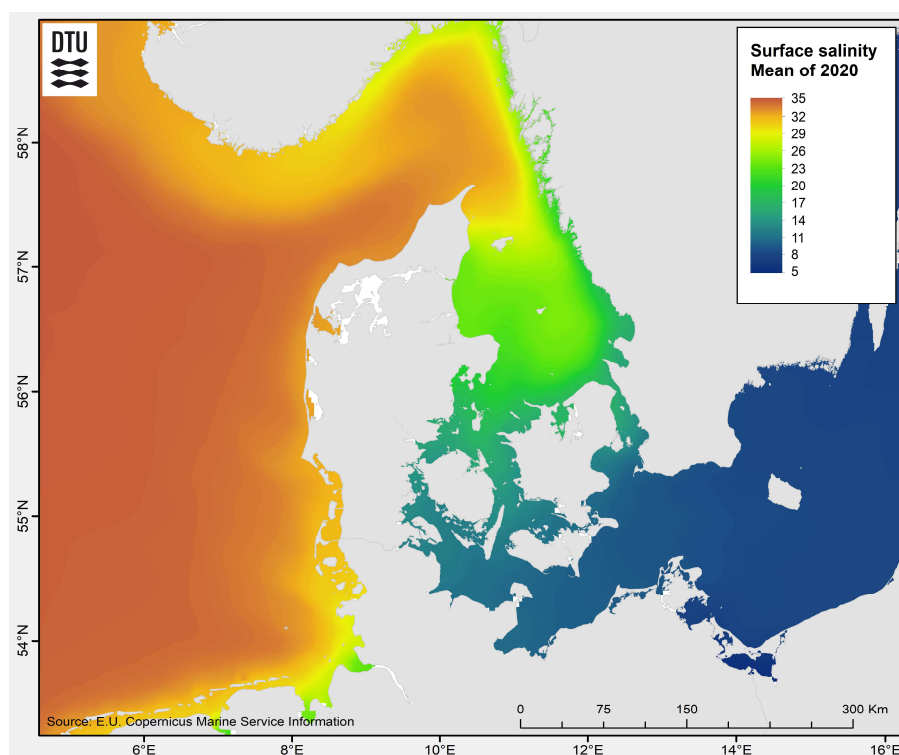 DTU
Surface salinity
Mean of 2020
35
32
29
26
23
20
17
14
11
8
5
58°N
57°N
56°N
55°N
54°N
Source: E.U. Copernicus Marine Service Information
0 75 150 300 Km
6°E 8°E 10°E 12°E 14°E 16°E